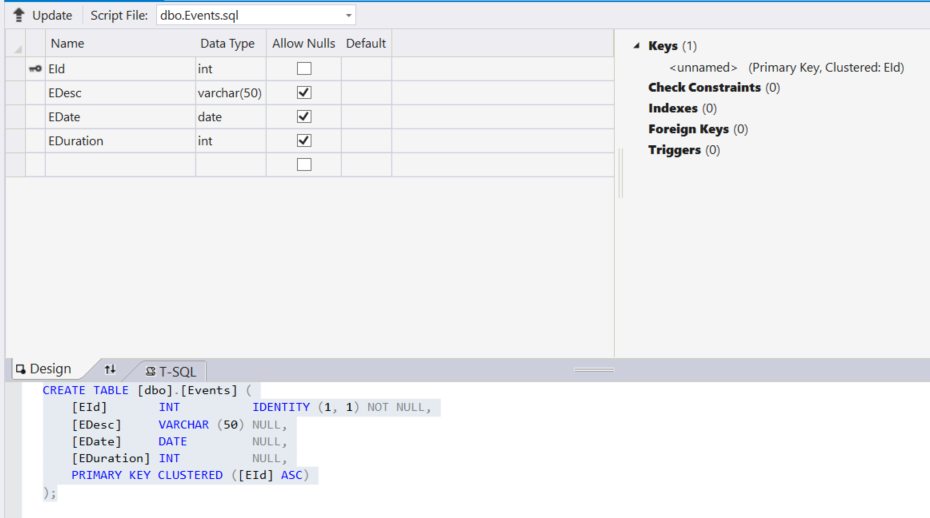 Update Script File: dbo.Events.sql
Name Data Type Allow Nulls Default
EId int
EDesc varchar(50)
EDate date
EDuration int
Keys (1)
<unnamed> (Primary Key, Clustered: EId)
Check Constraints (0)
Indexes (0)
Foreign Keys (0)
Triggers (0)
Design T-SQL
CREATE TABLE [dbo].[Events] (
[EId] INT IDENTITY (1, 1) NOT NULL,
[EDesc] VARCHAR (50) NULL,
[EDate] DATE NULL,
[EDuration] INT NULL,
PRIMARY KEY CLUSTERED ([EId] ASC)
);